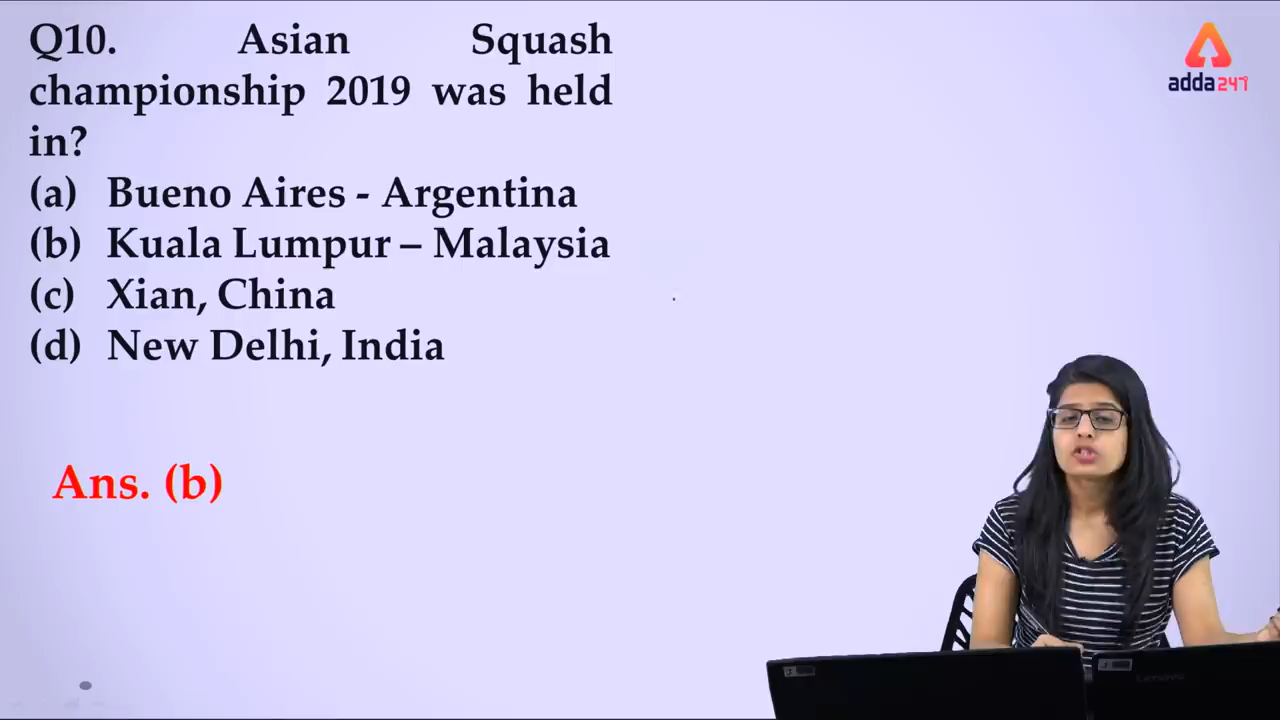 Q10. Asian Squash
championship 2019 was held
in?
(a) Bueno Aires - Argentina
(b) Kuala Lumpur – Malaysia
(c) Xian, China
(d) New Delhi, India
Ans. (b)
adda247
Lenovo